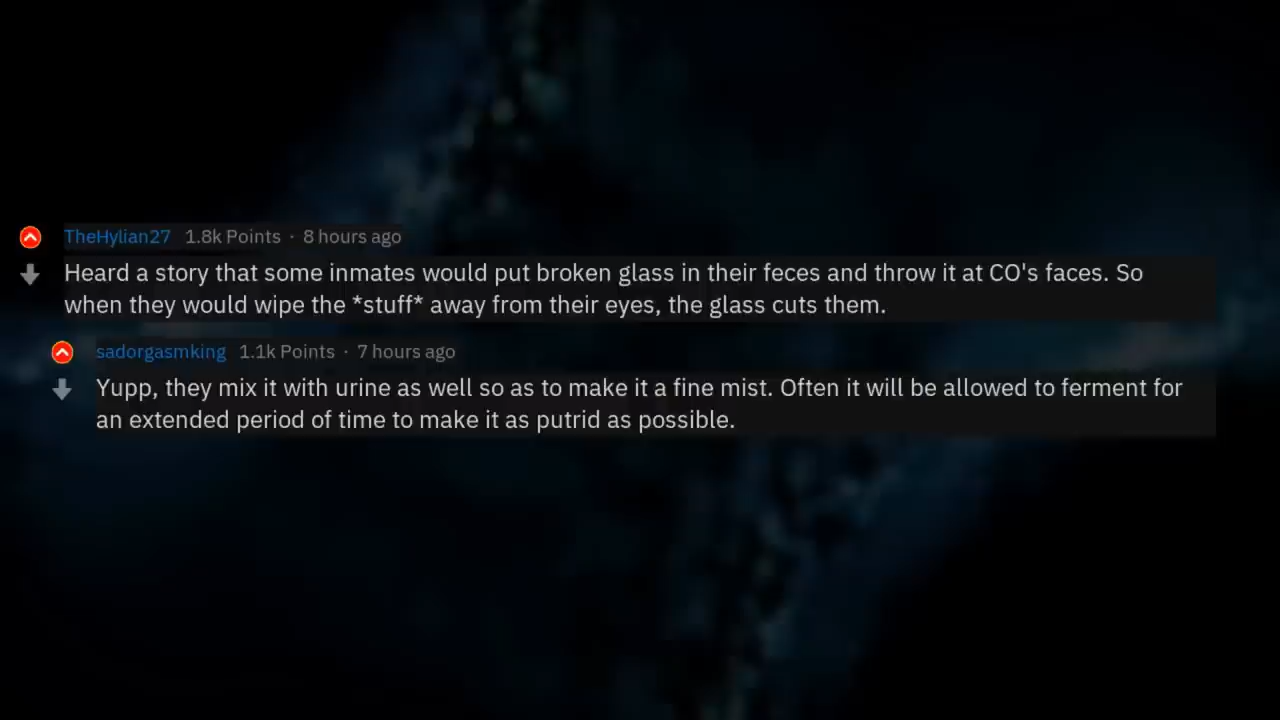 TheHylian27 1.8k Points · 8 hours ago
Heard a story that some inmates would put broken glass in their feces and throw it at CO's faces. So
when they would wipe the *stuff* away from their eyes, the glass cuts them.
sadorgasmking 1.1k Points · 7 hours ago
Yupp, they mix it with urine as well so as to make it a fine mist. Often it will be allowed to ferment for
an extended period of time to make it as putrid as possible.